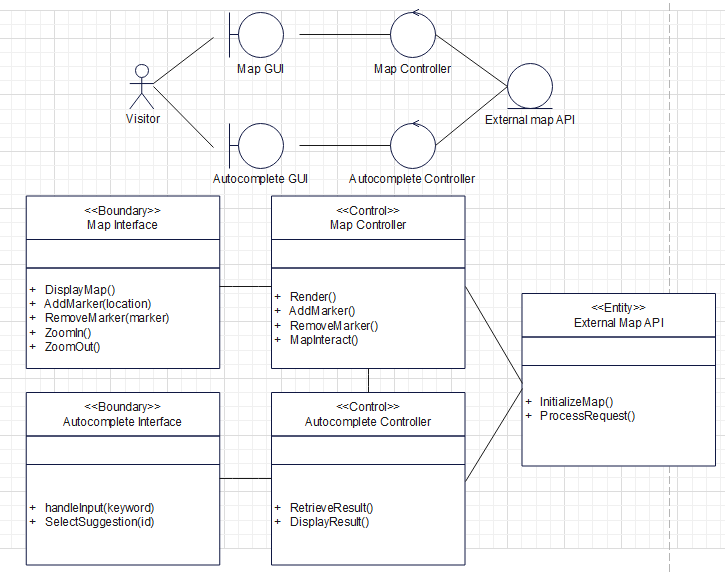 Map GUI
Map Controller
Visitor
External map API
Autocomplete GUI
Autocomplete Controller
<<Boundary>>
Map Interface
+ DisplayMap()
+ AddMarker(location)
+ RemoveMarker(marker)
+ ZoomIn()
+ ZoomOut()
<<Control>>
Map Controller
+ Render()
+ AddMarker()
+ RemoveMarker()
+ MapInteract()
<<Entity>>
External Map API
+ InitializeMap()
+ ProcessRequest()
<<Boundary>>
Autocomplete Interface
+ handleInput(keyword)
+ SelectSuggestion(id)
<<Control>>
Autocomplete Controller
+ RetrieveResult()
+ DisplayResult()